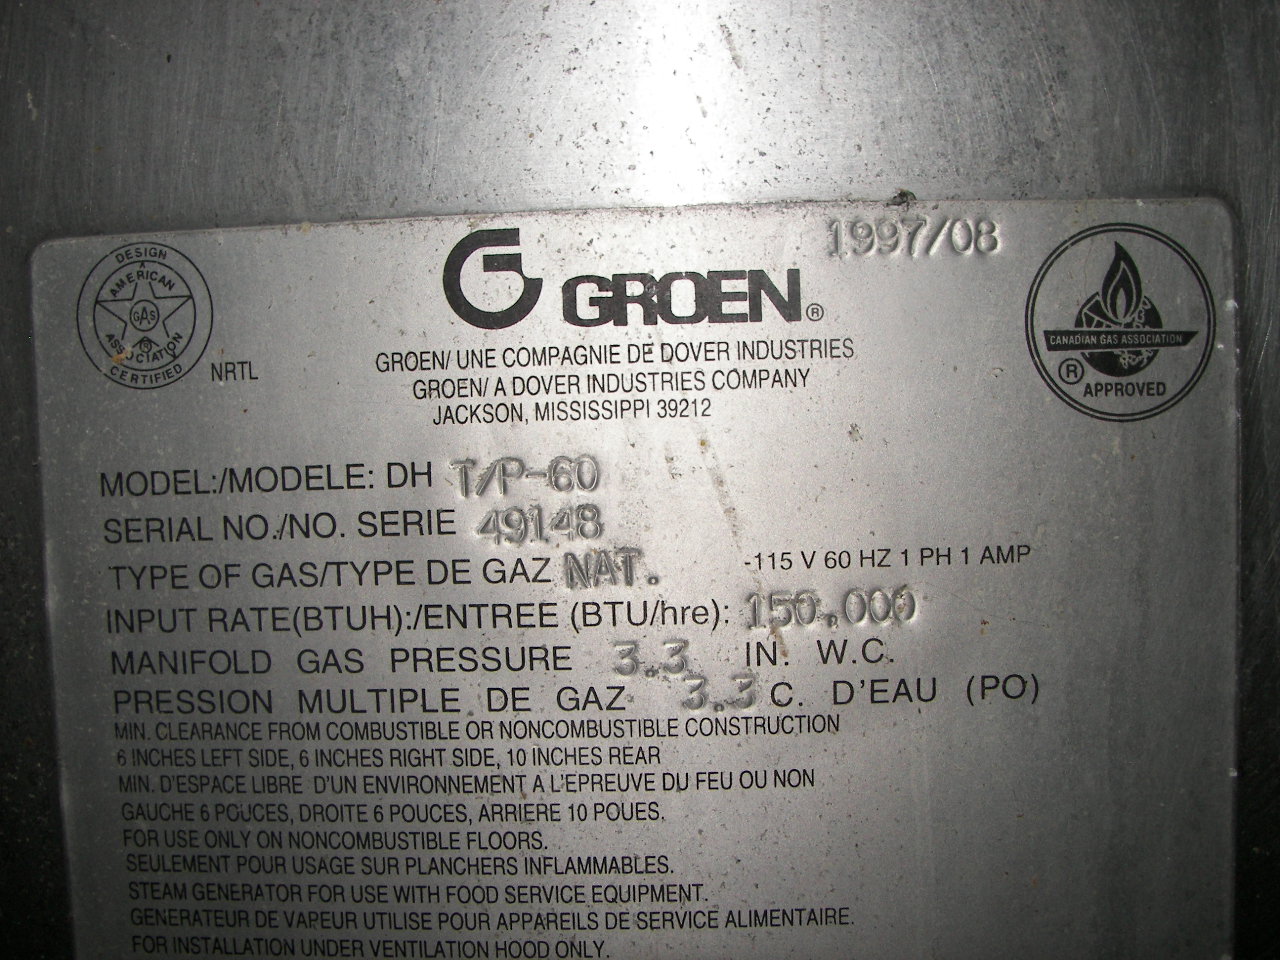 1997/08
DESIGN
AMERICAN
GAS
ASSOCIATION
®
CERTIFIED
NRTL
GROEN®
GROEN/ UNE COMPAGNIE DE DOVER INDUSTRIES
GROEN/ A DOVER INDUSTRIES COMPANY
JACKSON, MISSISSIPPI 39212
CANADIAN GAS ASSOCIATION
®
APPROVED
MODEL:/MODELE: DH T/P-60
SERIAL NO./NO. SERIE 49148
TYPE OF GAS/TYPE DE GAZ NAT. -115 V 60 HZ 1 PH 1 AMP
INPUT RATE(BTUH):/ENTREE (BTU/hre): 150,000
MANIFOLD GAS PRESSURE 3.3 IN. W.C.
PRESSION MULTIPLE DE GAZ 3.3 C. D'EAU (PO)
MIN. CLEARANCE FROM COMBUSTIBLE OR NONCOMBUSTIBLE CONSTRUCTION
6 INCHES LEFT SIDE, 6 INCHES RIGHT SIDE, 10 INCHES REAR
MIN. D'ESPACE LIBRE D'UN ENVIRONNEMENT A L'EPREUVE DU FEU OU NON
GAUCHE 6 POUCES, DROITE 6 POUCES, ARRIERE 10 POUES.
FOR USE ONLY ON NONCOMBUSTIBLE FLOORS.
SEULEMENT POUR USAGE SUR PLANCHERS INFLAMMABLES.
STEAM GENERATOR FOR USE WITH FOOD SERVICE EQUIPMENT.
GENERATEUR DE VAPEUR UTILISE POUR APPAREILS DE SERVICE ALIMENTAIRE.
FOR INSTALLATION UNDER VENTILATION HOOD ONLY.